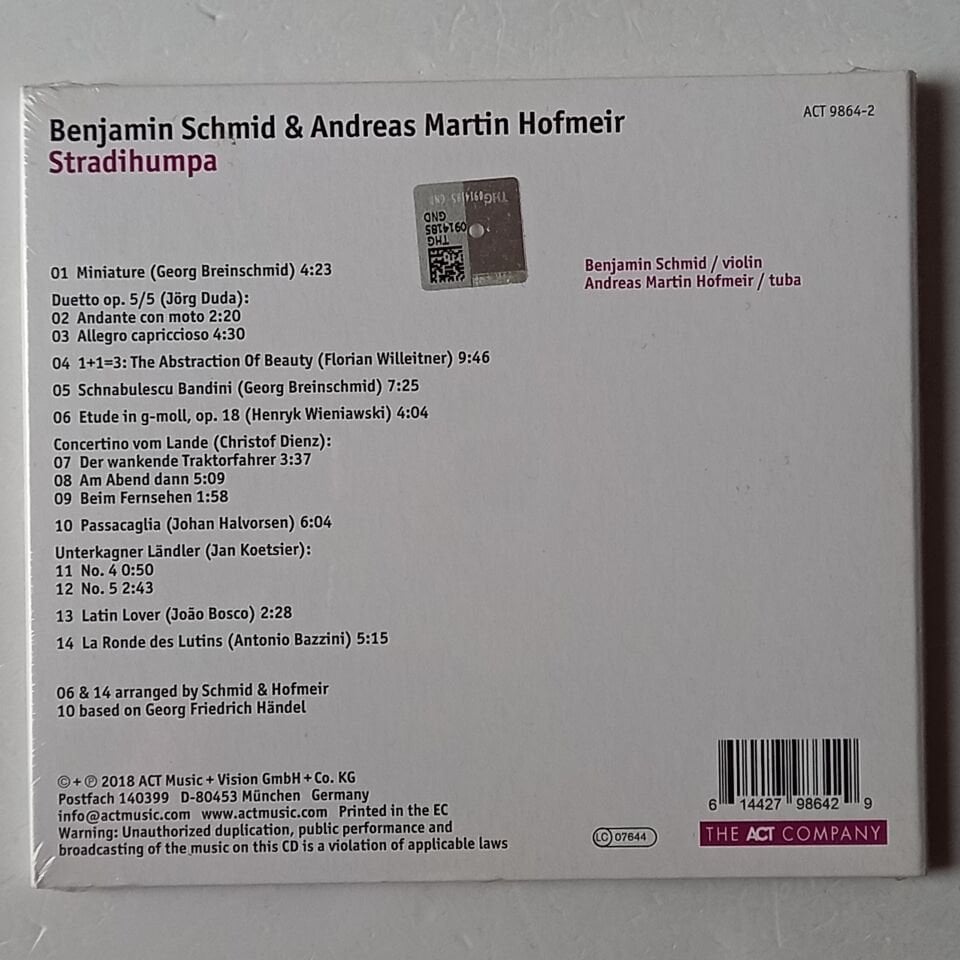 Benjamin Schmid & Andreas Martin Hofmeir
Stradihumpa
ACT 9864-2
THG0914185 GND
GND
0914185
THG
01 Miniature (Georg Breinschmid) 4:23
Duetto op. 5/5 (Jörg Duda):
02 Andante con moto 2:20
03 Allegro capriccioso 4:30
04 1+1=3: The Abstraction Of Beauty (Florian Willeitner) 9:46
05 Schnabulescu Bandini (Georg Breinschmid) 7:25
06 Etude in g-moll, op. 18 (Henryk Wieniawski) 4:04
Concertino vom Lande (Christof Dienz):
07 Der wankende Traktorfahrer 3:37
08 Am Abend dann 5:09
09 Beim Fernsehen 1:58
10 Passacaglia (Johan Halvorsen) 6:04
Unterkagner Ländler (Jan Koetsier):
11 No. 4 0:50
12 No. 5 2:43
13 Latin Lover (João Bosco) 2:28
14 La Ronde des Lutins (Antonio Bazzini) 5:15
Benjamin Schmid / violin
Andreas Martin Hofmeir / tuba
06 & 14 arranged by Schmid & Hofmeir
10 based on Georg Friedrich Händel
© + ℗ 2018 ACT Music + Vision GmbH + Co. KG
Postfach 140399 D-80453 München Germany
info@actmusic.com www.actmusic.com Printed in the EC
Warning: Unauthorized duplication, public performance and
broadcasting of the music on this CD is a violation of applicable laws
LC 07644
6 14427 98642 9
THE ACT COMPANY